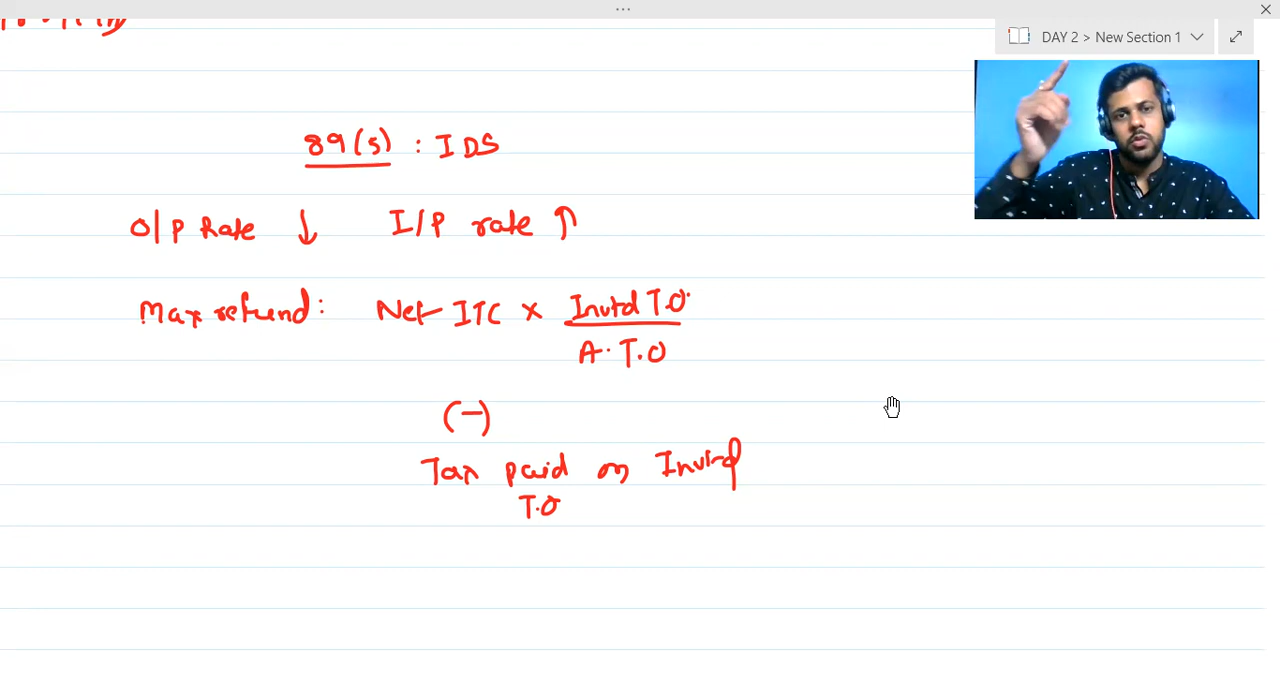 DAY 2 > New Section 1
89(5) : IDS
O/P Rate ↓ I/P rate ↑
Max refund : Net ITC x Invtd T.O.
A. T.O
(-)
Tax paid on Invtd
T.O